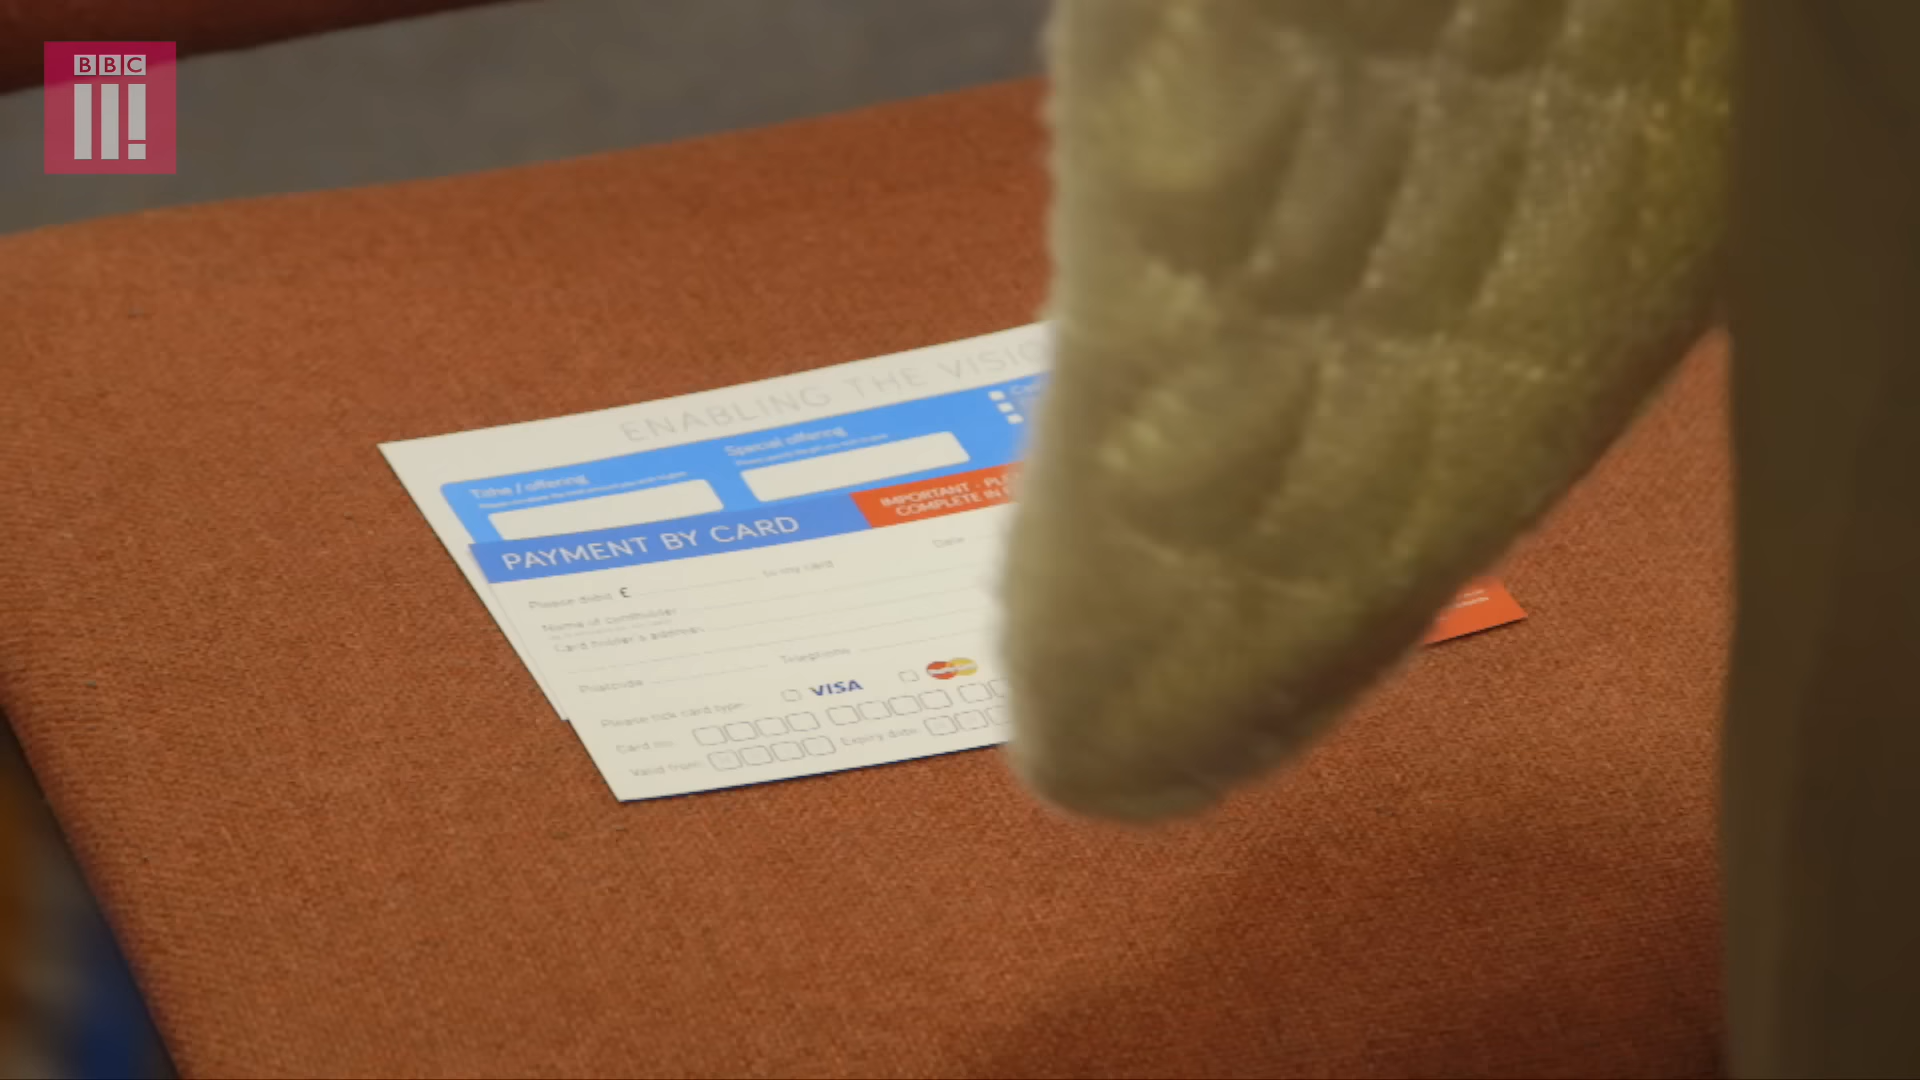 BBC
ENABLING THE VISIO
Tithe / offering
Special offering
PAYMENT BY CARD
IMPORTANT - PLE
COMPLETE IN
Please debit £ to my card
Date
Name of cardholder
Card holder's address
Postcode Telephone
Please tick card type: VISA
Card no.
Valid from: Expiry date: